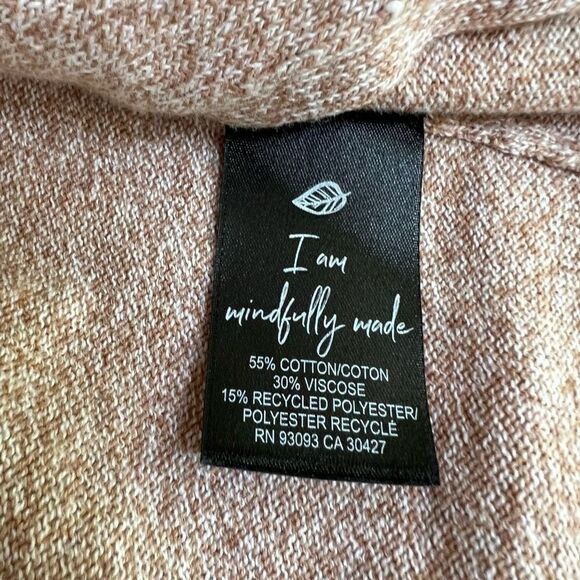 I am
mindfully made
55% COTTON/COTON
30% VISCOSE
15% RECYCLED POLYESTER/
POLYESTER RECYCLÉ
RN 93093 CA 30427